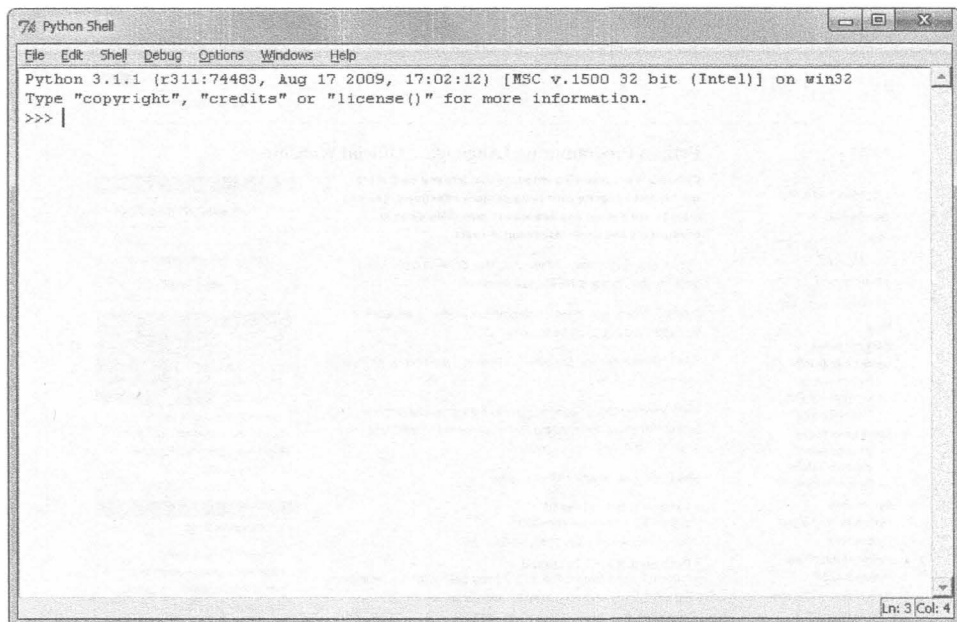 Python Shell
File Edit Shell Debug Options Windows Help
Python 3.1.1 (r311:74483, Aug 17 2009, 17:02:12) [MSC v.1500 32 bit (Intel)] on win32
Type "copyright", "credits" or "license()" for more information.
>>>
Ln: 3 Col: 4